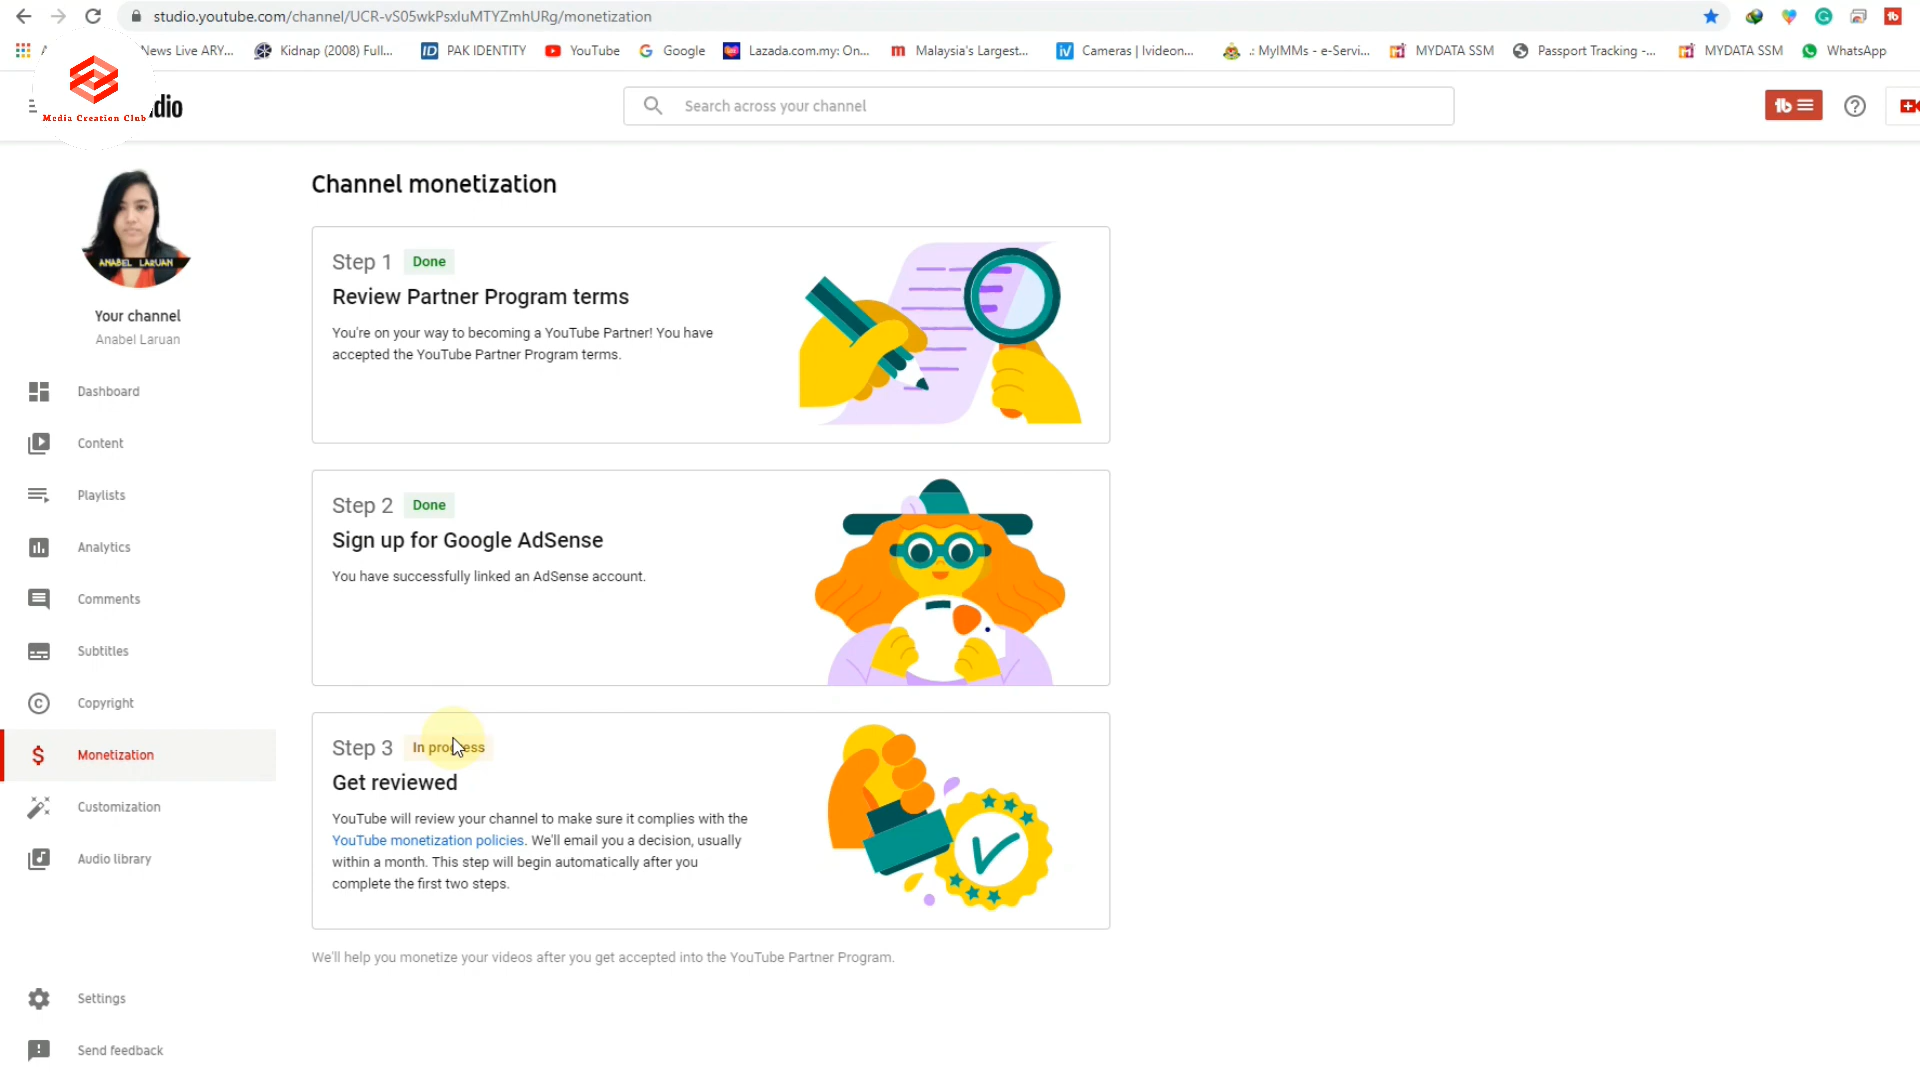 studio.youtube.com/channel/UCR-vS05wkPsxIuMTYZmhURg/monetization
News Live ARY...
Kidnap (2008) Full...
PAK IDENTITY
YouTube
Google
Lazada.com.my: On...
Malaysia's Largest...
Cameras | Ivideon...
.: MyIMMs - e-Servi...
MYDATA SSM
Passport Tracking -...
MYDATA SSM
WhatsApp
Media Creation Club
dio
Search across your channel
ANABEL LARUAN
Your channel
Anabel Laruan
Dashboard
Content
Playlists
Analytics
Comments
Subtitles
Copyright
Monetization
Customization
Audio library
Settings
Send feedback
Channel monetization
Step 1 Done
Review Partner Program terms
You're on your way to becoming a YouTube Partner! You have
accepted the YouTube Partner Program terms.
Step 2 Done
Sign up for Google AdSense
You have successfully linked an AdSense account.
Step 3 In progress
Get reviewed
YouTube will review your channel to make sure it complies with the
YouTube monetization policies. We'll email you a decision, usually
within a month. This step will begin automatically after you
complete the first two steps.
We'll help you monetize your videos after you get accepted into the YouTube Partner Program.